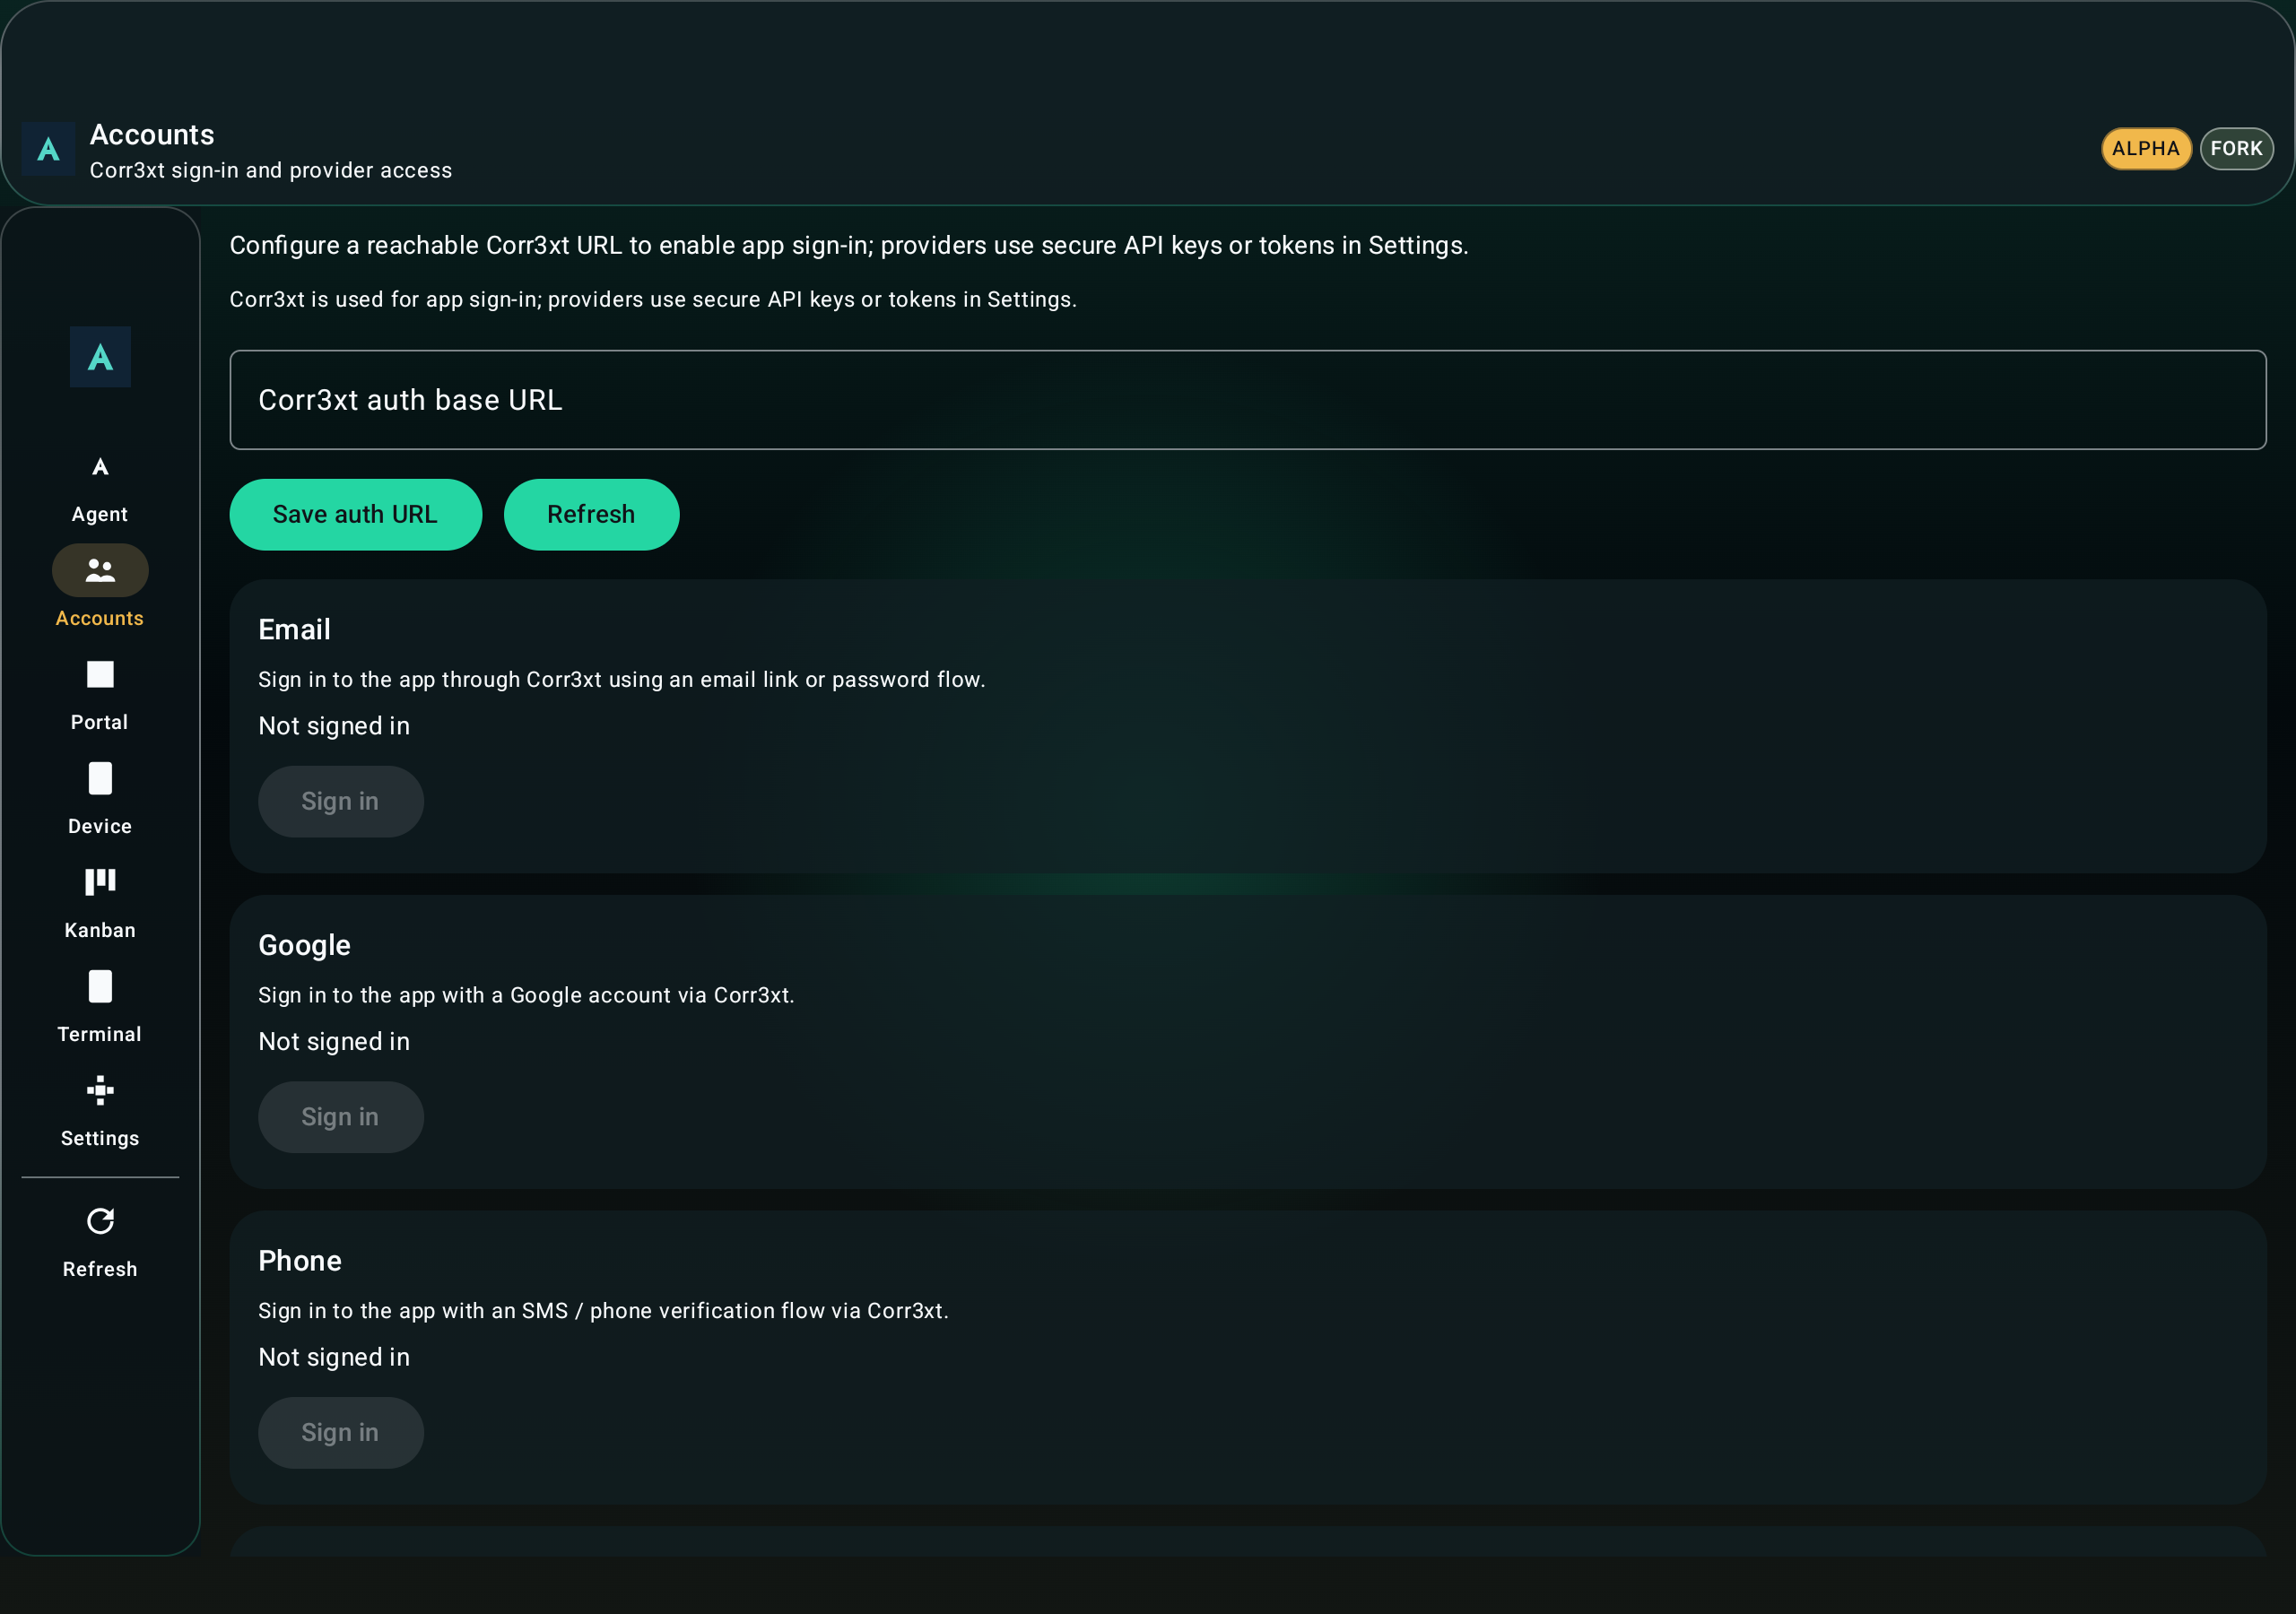 Accounts
Corr3xt sign-in and provider access
ALPHA
FORK
Agent
Accounts
Portal
Device
Kanban
Terminal
Settings
Refresh
Configure a reachable Corr3xt URL to enable app sign-in; providers use secure API keys or tokens in Settings.
Corr3xt is used for app sign-in; providers use secure API keys or tokens in Settings.
Corr3xt auth base URL
Save auth URL
Refresh
Email
Sign in to the app through Corr3xt using an email link or password flow.
Not signed in
Sign in
Google
Sign in to the app with a Google account via Corr3xt.
Not signed in
Sign in
Phone
Sign in to the app with an SMS / phone verification flow via Corr3xt.
Not signed in
Sign in